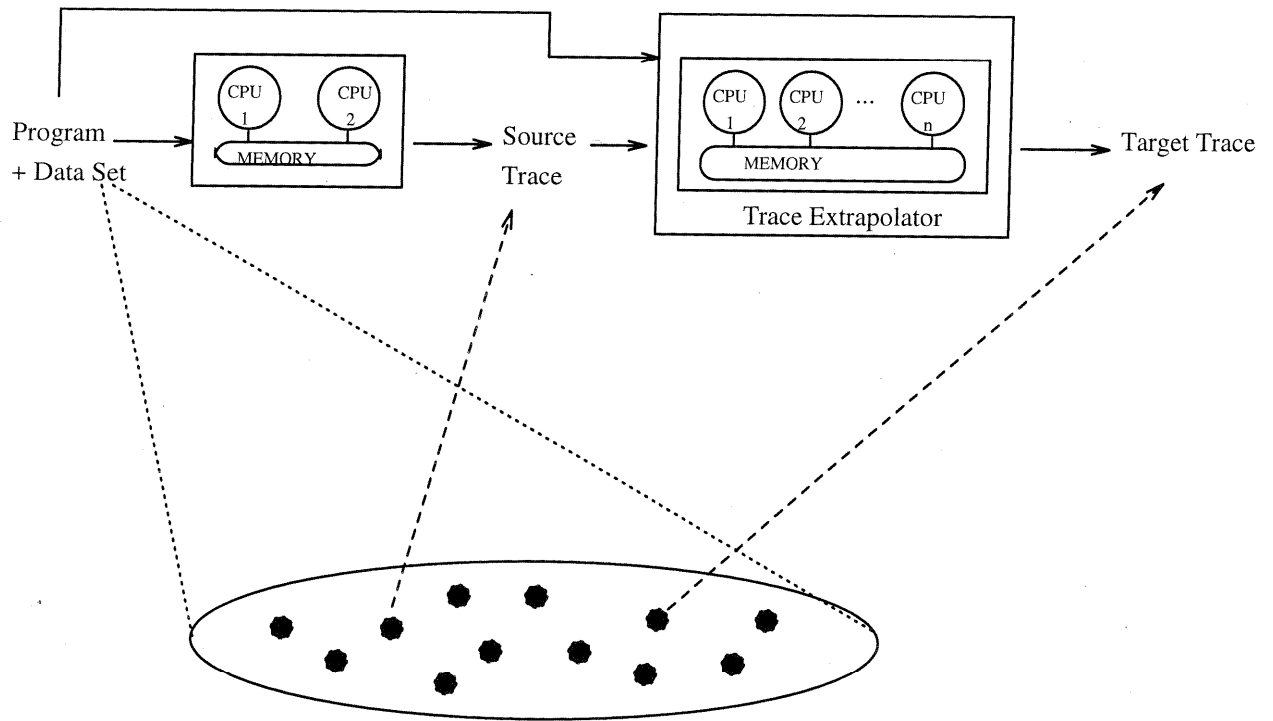 Program
+ Data Set
CPU
1
CPU
2
MEMORY
Source
Trace
CPU
1
CPU
2
...
CPU
n
MEMORY
Trace Extrapolator
Target Trace